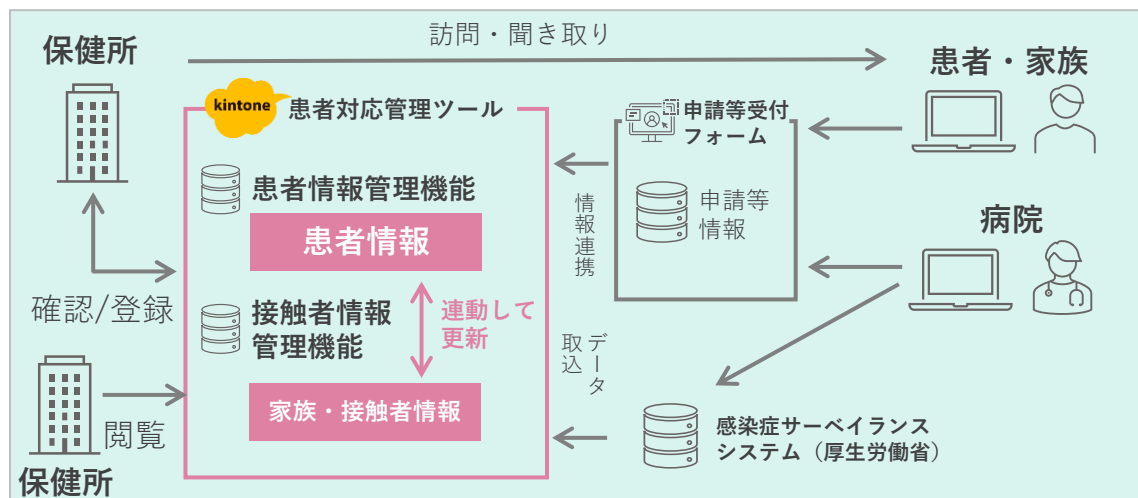 訪問・聞き取り
保健所
患者・家族
kintone
患者対応管理ツール
申請等受付
フォーム
患者情報管理機能
患者情報
情報連携
申請等
情報
病院
確認/登録
接触者情報
管理機能
連動して
更新
データ
取込
家族・接触者情報
閲覧
保健所
感染症サーベイランス
システム（厚生労働省）